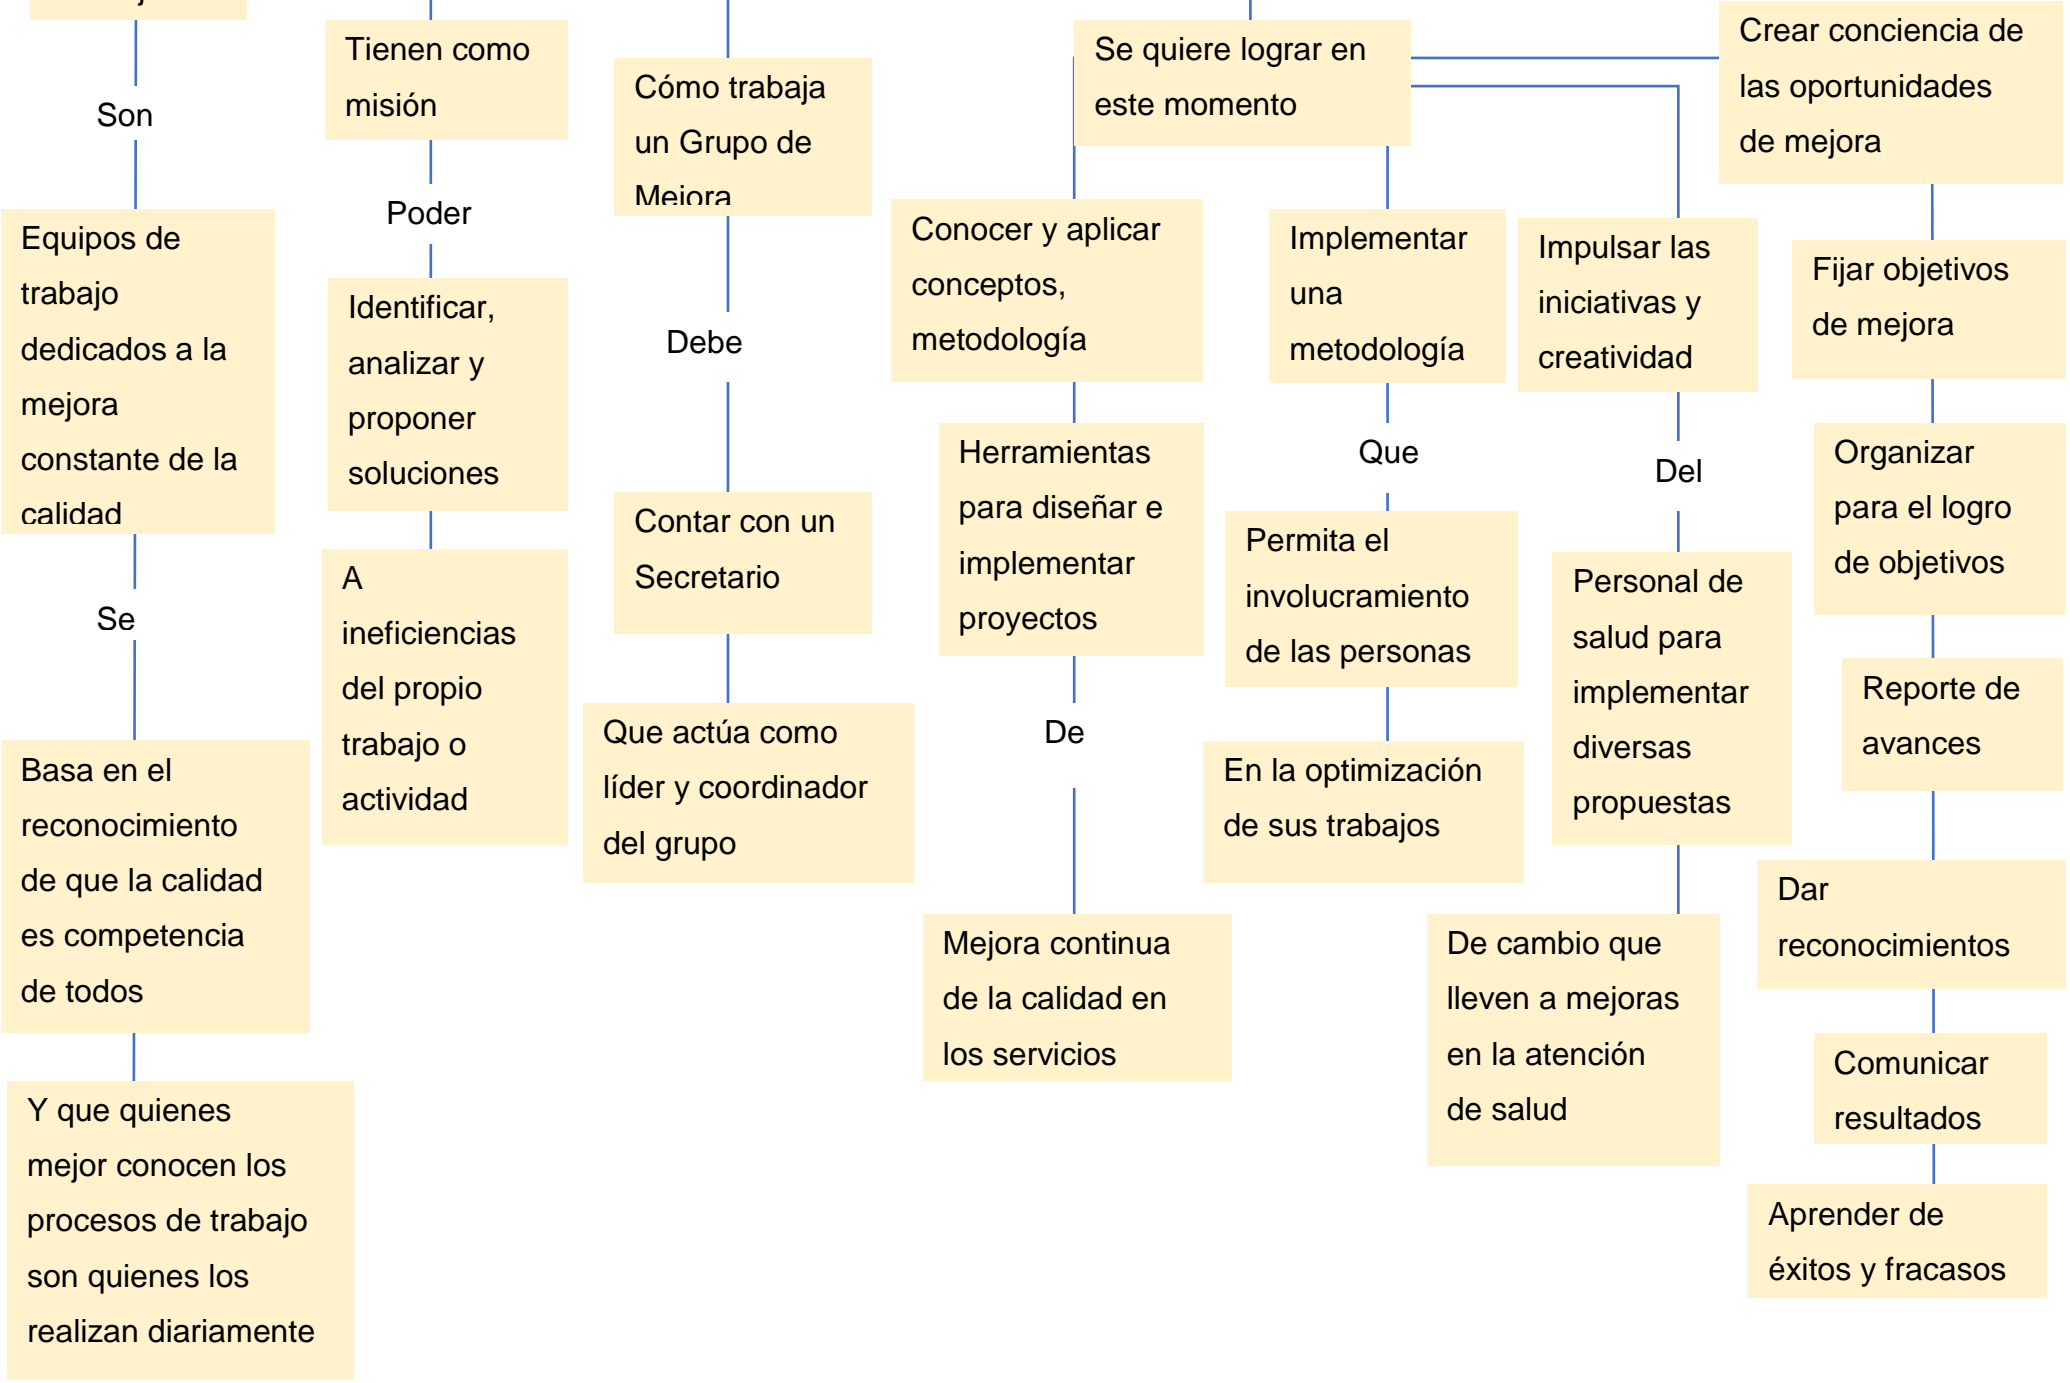 Son
Equipos de
trabajo
dedicados a la
mejora
constante de la
calidad
Se
Basa en el
reconocimiento
de que la calidad
es competencia
de todos
Y que quienes
mejor conocen los
procesos de trabajo
son quienes los
realizan diariamente
Tienen como
misión
Poder
Identificar,
analizar y
proponer
soluciones
A
ineficiencias
del propio
trabajo o
actividad
Cómo trabaja
un Grupo de
Mejora
Debe
Contar con un
Secretario
Que actúa como
líder y coordinador
del grupo
Se quiere lograr en
este momento
Conocer y aplicar
conceptos,
metodología
Herramientas
para diseñar e
implementar
proyectos
De
Mejora continua
de la calidad en
los servicios
Implementar
una
metodología
Que
Permita el
involucramiento
de las personas
En la optimización
de sus trabajos
Impulsar las
iniciativas y
creatividad
Del
Personal de
salud para
implementar
diversas
propuestas
De cambio que
lleven a mejoras
en la atención
de salud
Crear conciencia de
las oportunidades
de mejora
Fijar objetivos
de mejora
Organizar
para el logro
de objetivos
Reporte de
avances
Dar
reconocimientos
Comunicar
resultados
Aprender de
éxitos y fracasos